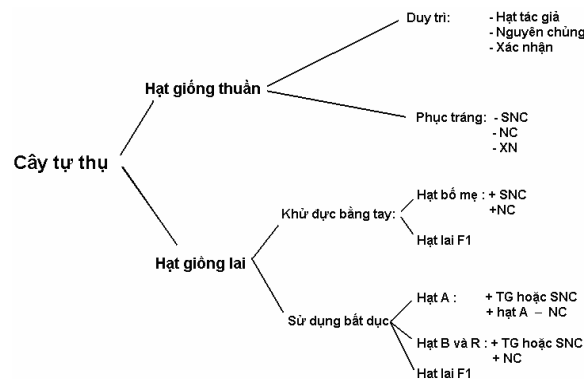 Duy trì: - Hạt tác giả
- Nguyên chủng
- Xác nhận
Hạt giống thuần
Phục tráng: - SNC
- NC
- XN
Cây tự thụ
Hạt bố mẹ : + SNC
+NC
Khử đực bằng tay:
Hạt lai F1
Hạt giồng lai
Hạt A : + TG hoặc SNC
+ hạt A – NC
Sử dụng bất dục
Hạt B và R : + TG hoặc SNC
+ NC
Hạt lai F1